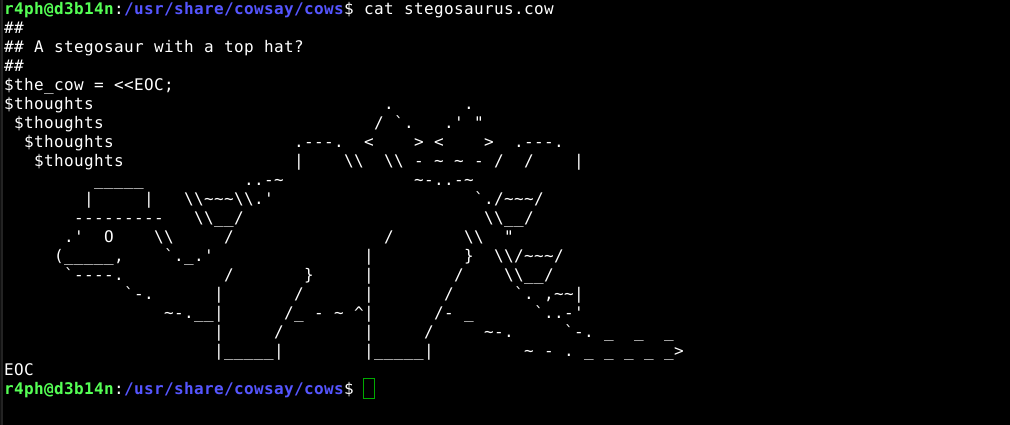 r4ph@d3b14n:/usr/share/cowsay/cows$ cat stegosaurus.cow
##
## A stegosaur with a top hat?
##
$the_cow = <<EOC;
$thoughts                             .       .
 $thoughts                           / `.   .' "
  $thoughts                  .---.  <    > <    >  .---.
   $thoughts                 |    \\  \\ - ~ ~ - /  /    |
         _____          ..-~             ~-..-~
        |     |   \\~~~\\.'                    `./~~~/
       ---------   \\__/                        \\__/
      .'  O    \\     /               /       \\  "
     (_____,    `._.'               |         }  \\/~~~/
      `----.          /       }     |        /    \\__/
            `-.      |       /      |       /      `. ,~~|
                ~-.__|      /_ - ~ ^|      /- _      `..-'
                     |     /        |     /     ~-.     `-. _  _  _
                     |_____|        |_____|         ~ - . _ _ _ _ _>
EOC
r4ph@d3b14n:/usr/share/cowsay/cows$